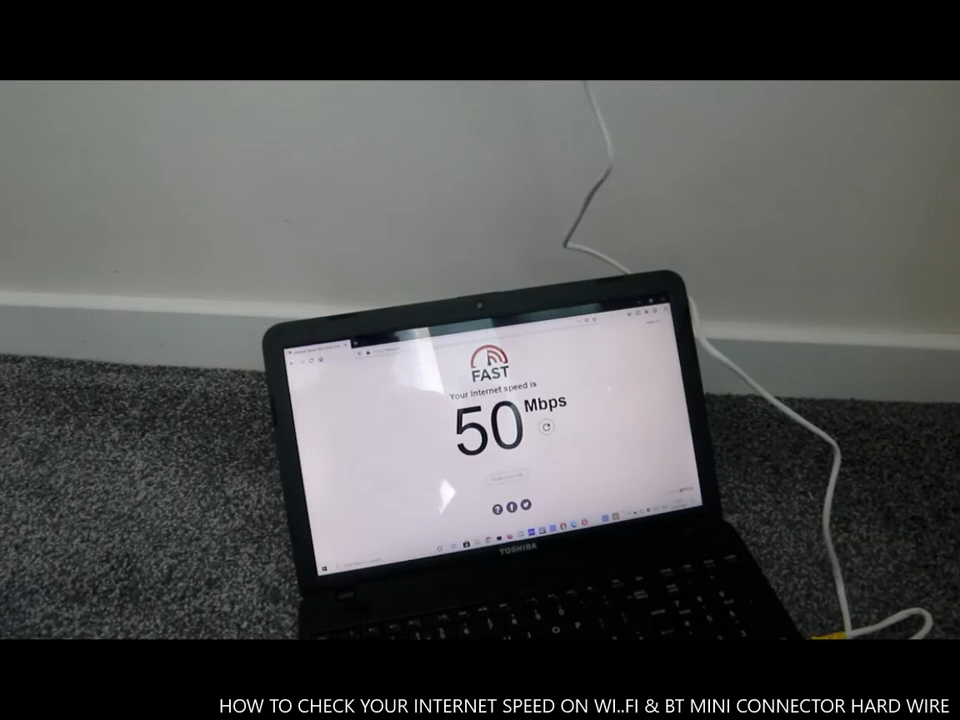 FAST
Your Internet speed is
50 Mbps
TOSHIBA
HOW TO CHECK YOUR INTERNET SPEED ON WI..FI & BT MINI CONNECTOR HARD WIRE